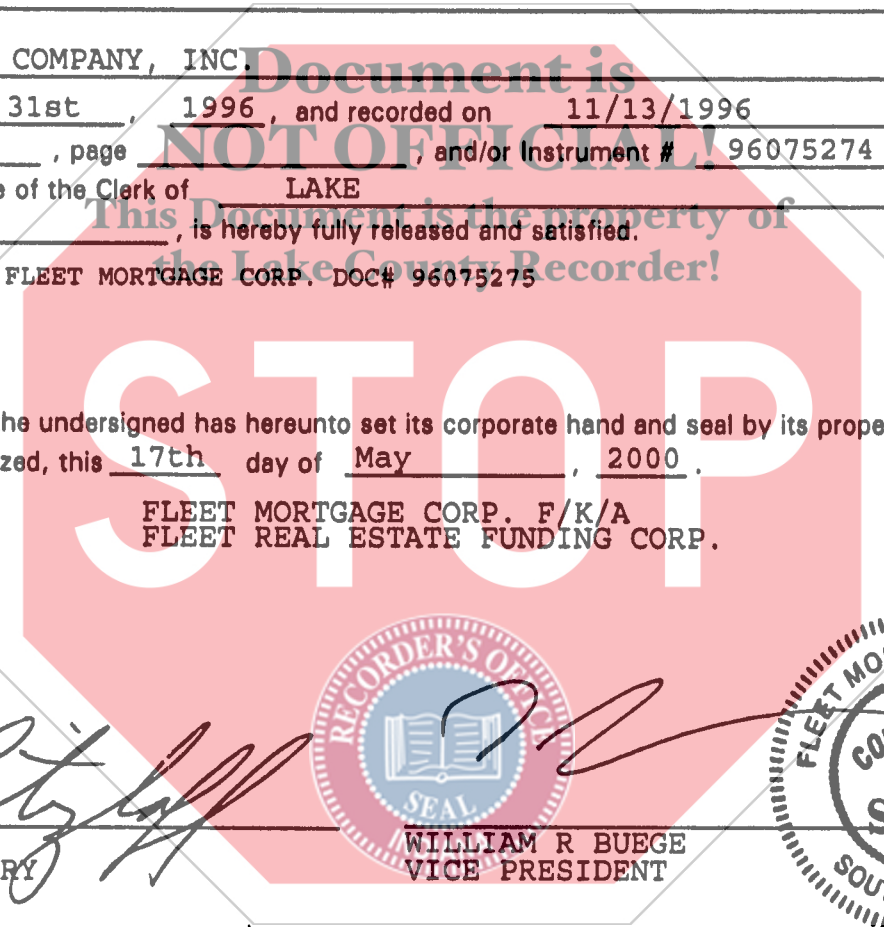 COMPANY, INC.
Document is
31st , 1996 , and recorded on 11/13/1996
NOT OFFICIAL!
, page , and/or Instrument # 96075274
e of the Clerk of LAKE
This Document is the property of
, is hereby fully released and satisfied.
the Lake County Recorder!
FLEET MORTGAGE CORP. DOC# 96075275
STOP
he undersigned has hereunto set its corporate hand and seal by its prope
zed, this 17th day of May , 2000 .
FLEET MORTGAGE CORP. F/K/A
FLEET REAL ESTATE FUNDING CORP.
RECORDER'S OFFICE
SEAL
FLEET MO
CO
SOU
WILLIAM R BUEGE
RY VICE PRESIDENT